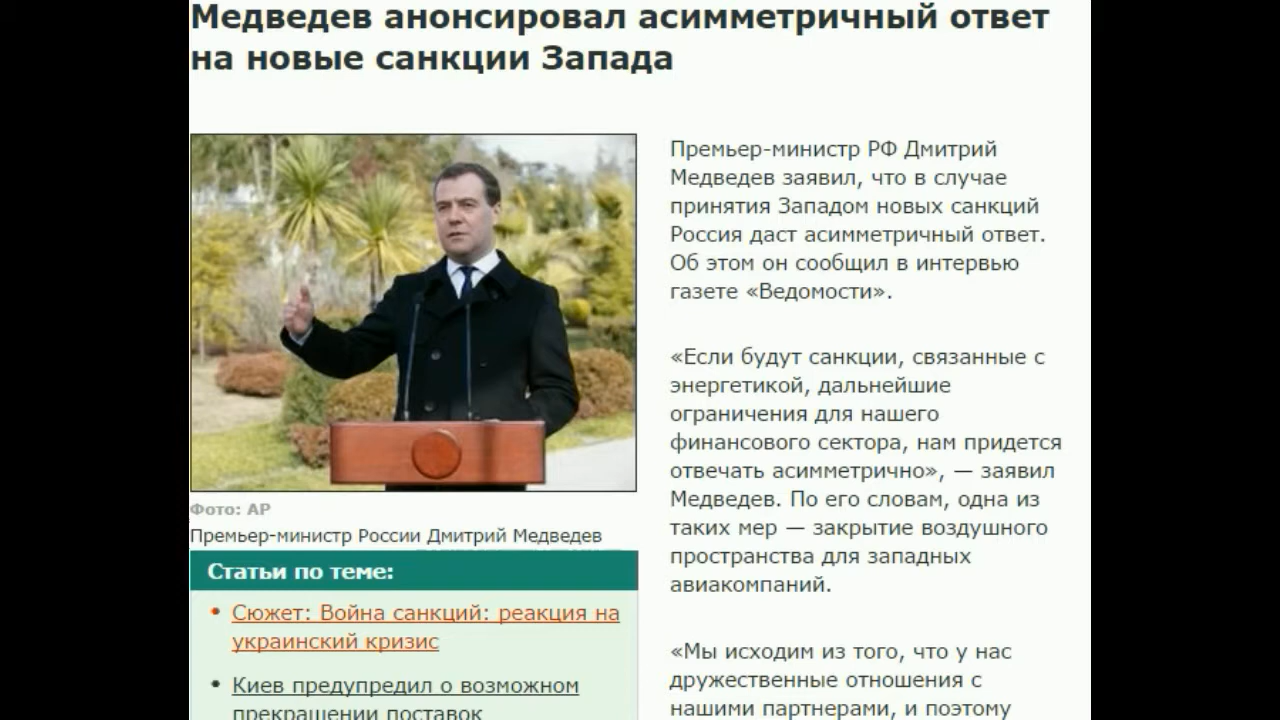 Медведев анонсировал асимметричный ответ
на новые санкции Запада
Фото: AP
Премьер-министр России Дмитрий Медведев
Статьи по теме:
Сюжет: Война санкций: реакция на
украинский кризис
Киев предупредил о возможном
прекращении поставок
Премьер-министр РФ Дмитрий
Медведев заявил, что в случае
принятия Западом новых санкций
Россия даст асимметричный ответ.
Об этом он сообщил в интервью
газете «Ведомости».
«Если будут санкции, связанные с
энергетикой, дальнейшие
ограничения для нашего
финансового сектора, нам придется
отвечать асимметрично», — заявил
Медведев. По его словам, одна из
таких мер — закрытие воздушного
пространства для западных
авиакомпаний.
«Мы исходим из того, что у нас
дружественные отношения с
нашими партнерами, и поэтому